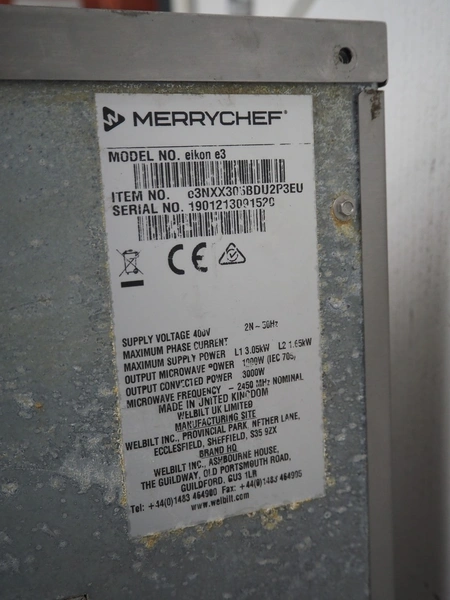 MERRYCHEF®
MODEL NO. eikon e3
ITEM NO.
SERIAL NO. 1901213091520
CE
SUPPLY VOLTAGE 400V 2N ~ 50Hz
MAXIMUM PHASE CURRENT
MAXIMUM SUPPLY POWER L1 3.05kW L2 1.65kW
OUTPUT MICROWAVE POWER 1000W (IEC 705)
OUTPUT CONVECTED POWER 3000W
MICROWAVE FREQUENCY - 2450 MHz NOMINAL
MADE IN UNITED KINGDOM
WELBILT UK LIMITED
MANUFACTURING SITE
WELBILT INC., PROVINCIAL PARK, NETHER LANE,
ECCLESFIELD, SHEFFIELD, S35 9ZX
BRAND HQ
WELBILT INC., ASHBOURNE HOUSE,
THE GUILDWAY, OLD PORTSMOUTH ROAD,
GUILDFORD, GU3 1LR
Tel: +44(0)1483 464900 Fax: +44(0)1483 464905
www.welbilt.com